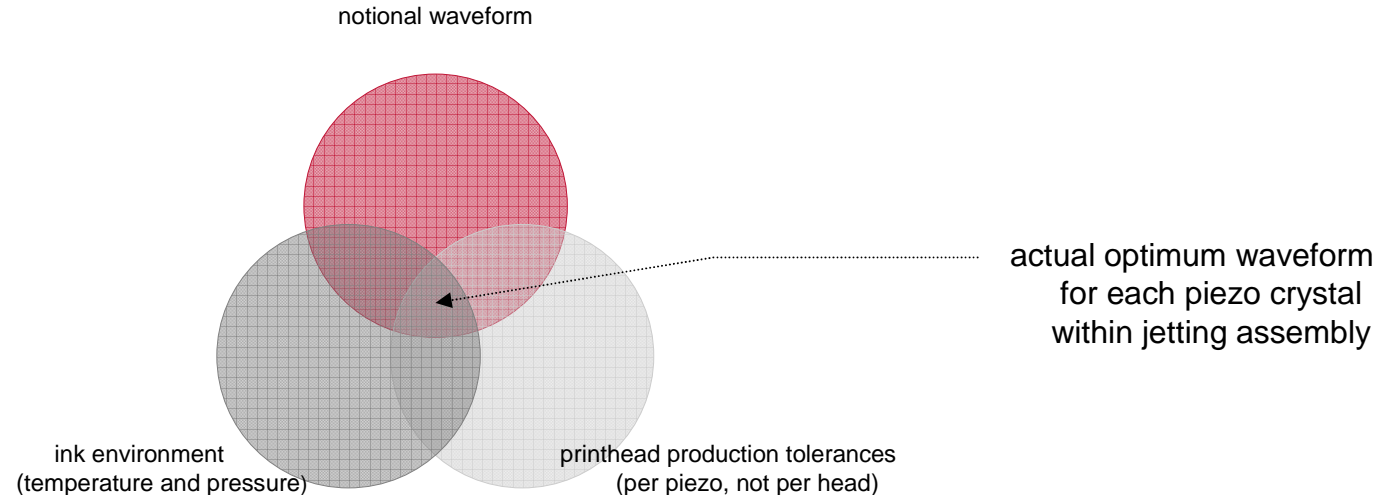 notional waveform
actual optimum waveform
for each piezo crystal
within jetting assembly
ink environment
(temperature and pressure)
printhead production tolerances
(per piezo, not per head)